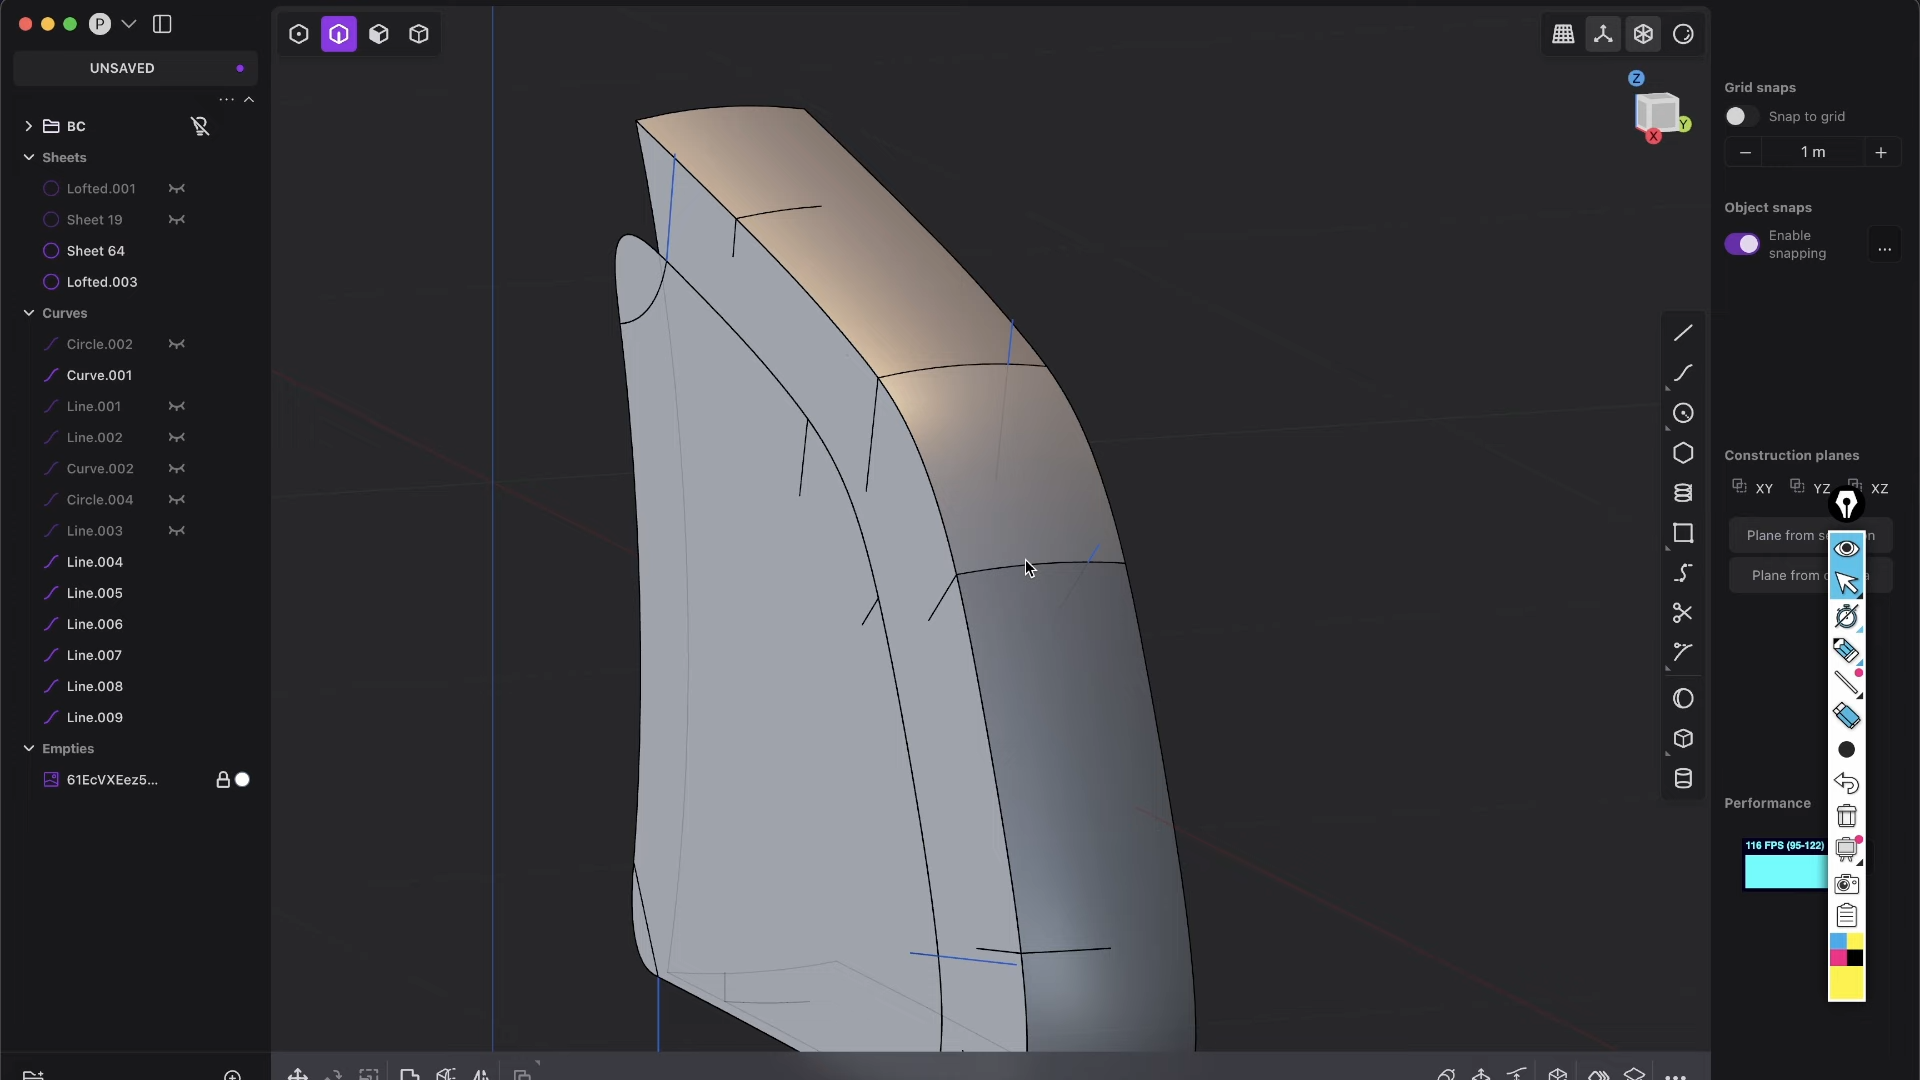 P
UNSAVED
BC
Sheets
Lofted.001
Sheet 19
Sheet 64
Lofted.003
Curves
Circle.002
Curve.001
Line.001
Line.002
Curve.002
Circle.004
Line.003
Line.004
Line.005
Line.006
Line.007
Line.008
Line.009
Empties
61EcVXEez5...
Z
Y
X
Grid snaps
Snap to grid
1 m
Object snaps
Enable
snapping
Construction planes
XY YZ XZ
Plane from
Plane from
Performance
116 FPS (95-122)